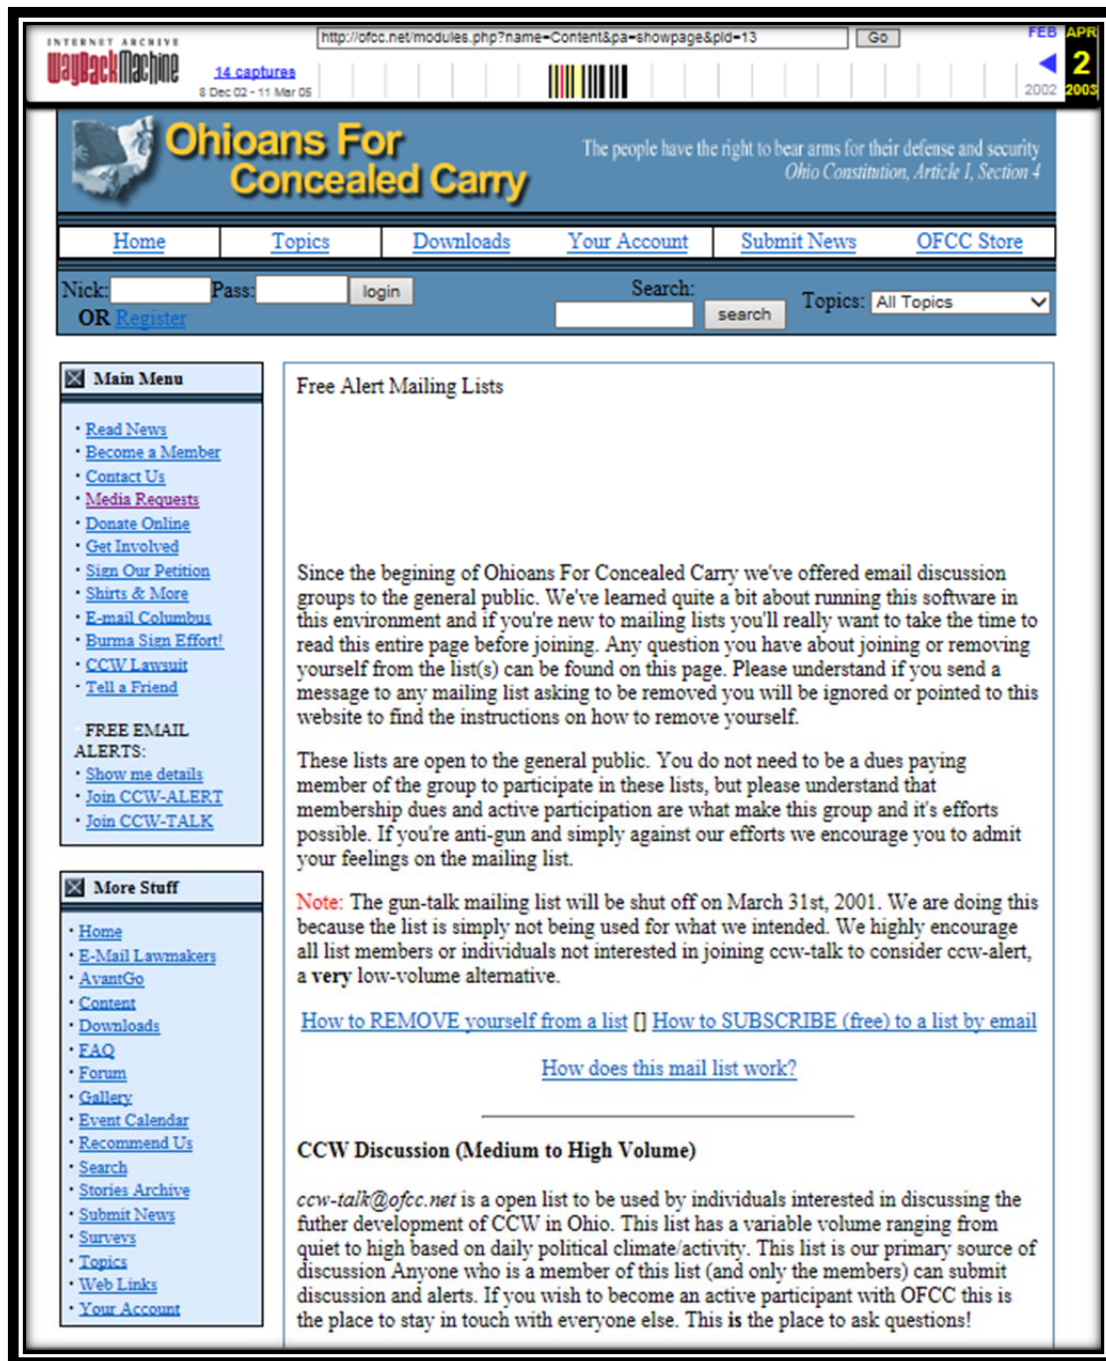 INTERNET ARCHIVE
WayBackMachine
http://ofcc.net/modules.php?name=Content&pa=showpage&pid=13
Go
FEB
APR
14 captures
2
8 Dec 02 - 11 Mar 05
2002
2003
Ohioans For
Concealed Carry
The people have the right to bear arms for their defense and security
Ohio Constitution, Article I, Section 4
Home
Topics
Downloads
Your Account
Submit News
OFCC Store
Nick:
Pass:
login
OR Register
Search:
search
Topics:
All Topics
Main Menu
· Read News
· Become a Member
· Contact Us
· Media Requests
· Donate Online
· Get Involved
· Sign Our Petition
· Shirts & More
· E-mail Columbus
· Burma Sign Effort!
· CCW Lawsuit
· Tell a Friend
FREE EMAIL
ALERTS:
· Show me details
· Join CCW-ALERT
· Join CCW-TALK
More Stuff
· Home
· E-Mail Lawmakers
· AvantGo
· Content
· Downloads
· FAQ
· Forum
· Gallery
· Event Calendar
· Recommend Us
· Search
· Stories Archive
· Submit News
· Surveys
· Topics
· Web Links
· Your Account
Free Alert Mailing Lists
Since the begining of Ohioans For Concealed Carry we've offered email discussion
groups to the general public. We've learned quite a bit about running this software in
this environment and if you're new to mailing lists you'll really want to take the time to
read this entire page before joining. Any question you have about joining or removing
yourself from the list(s) can be found on this page. Please understand if you send a
message to any mailing list asking to be removed you will be ignored or pointed to this
website to find the instructions on how to remove yourself.
These lists are open to the general public. You do not need to be a dues paying
member of the group to participate in these lists, but please understand that
membership dues and active participation are what make this group and it's efforts
possible. If you're anti-gun and simply against our efforts we encourage you to admit
your feelings on the mailing list.
Note: The gun-talk mailing list will be shut off on March 31st, 2001. We are doing this
because the list is simply not being used for what we intended. We highly encourage
all list members or individuals not interested in joining ccw-talk to consider ccw-alert,
a very low-volume alternative.
How to REMOVE yourself from a list [] How to SUBSCRIBE (free) to a list by email
How does this mail list work?
CCW Discussion (Medium to High Volume)
ccw-talk@ofcc.net is a open list to be used by individuals interested in discussing the
futher development of CCW in Ohio. This list has a variable volume ranging from
quiet to high based on daily political climate/activity. This list is our primary source of
discussion Anyone who is a member of this list (and only the members) can submit
discussion and alerts. If you wish to become an active participant with OFCC this is
the place to stay in touch with everyone else. This is the place to ask questions!